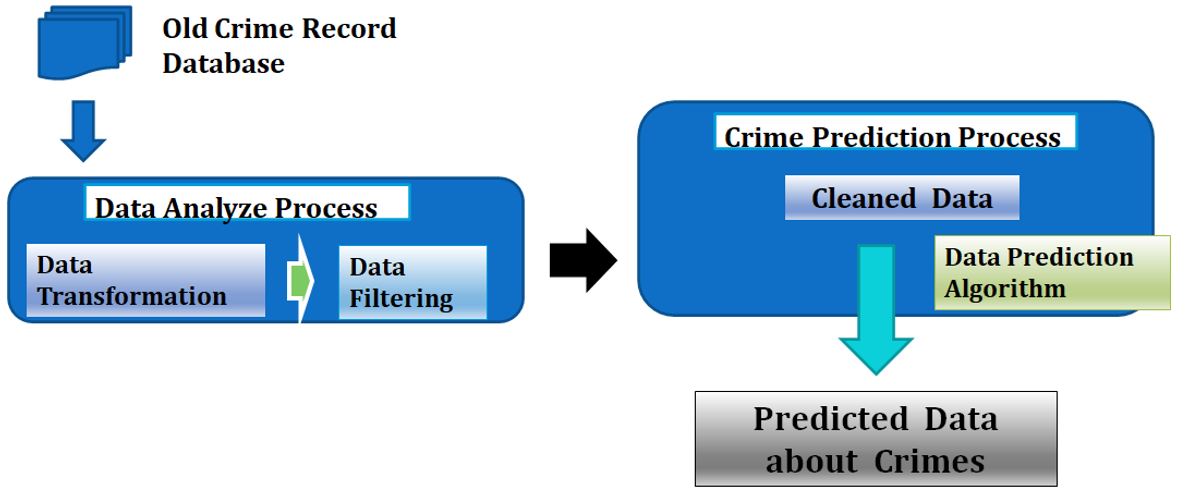 Old Crime Record
Database
Data Analyze Process
Data
Transformation
Data
Filtering
Crime Prediction Process
Cleaned Data
Data Prediction
Algorithm
Predicted Data
about Crimes